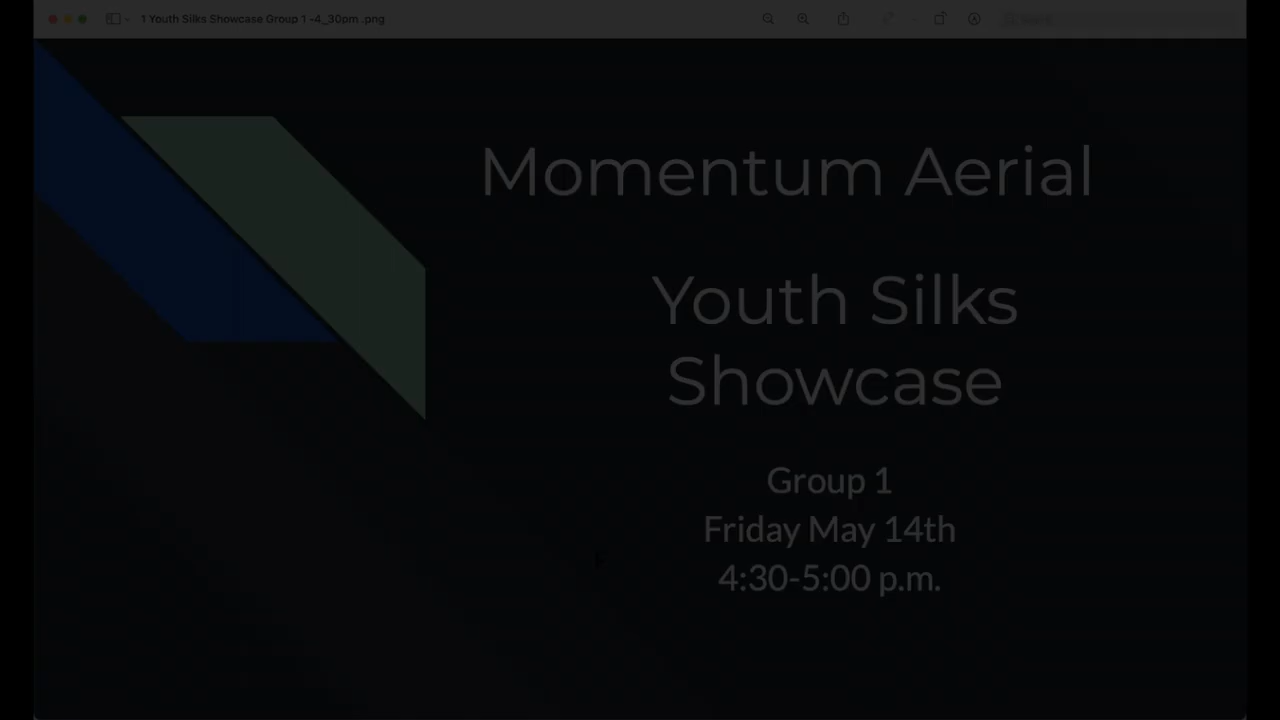 1 Youth Silks Showcase Group 1 -4_30pm .png
Momentum Aerial
Youth Silks
Showcase
Group 1
Friday May 14th
4:30-5:00 p.m.